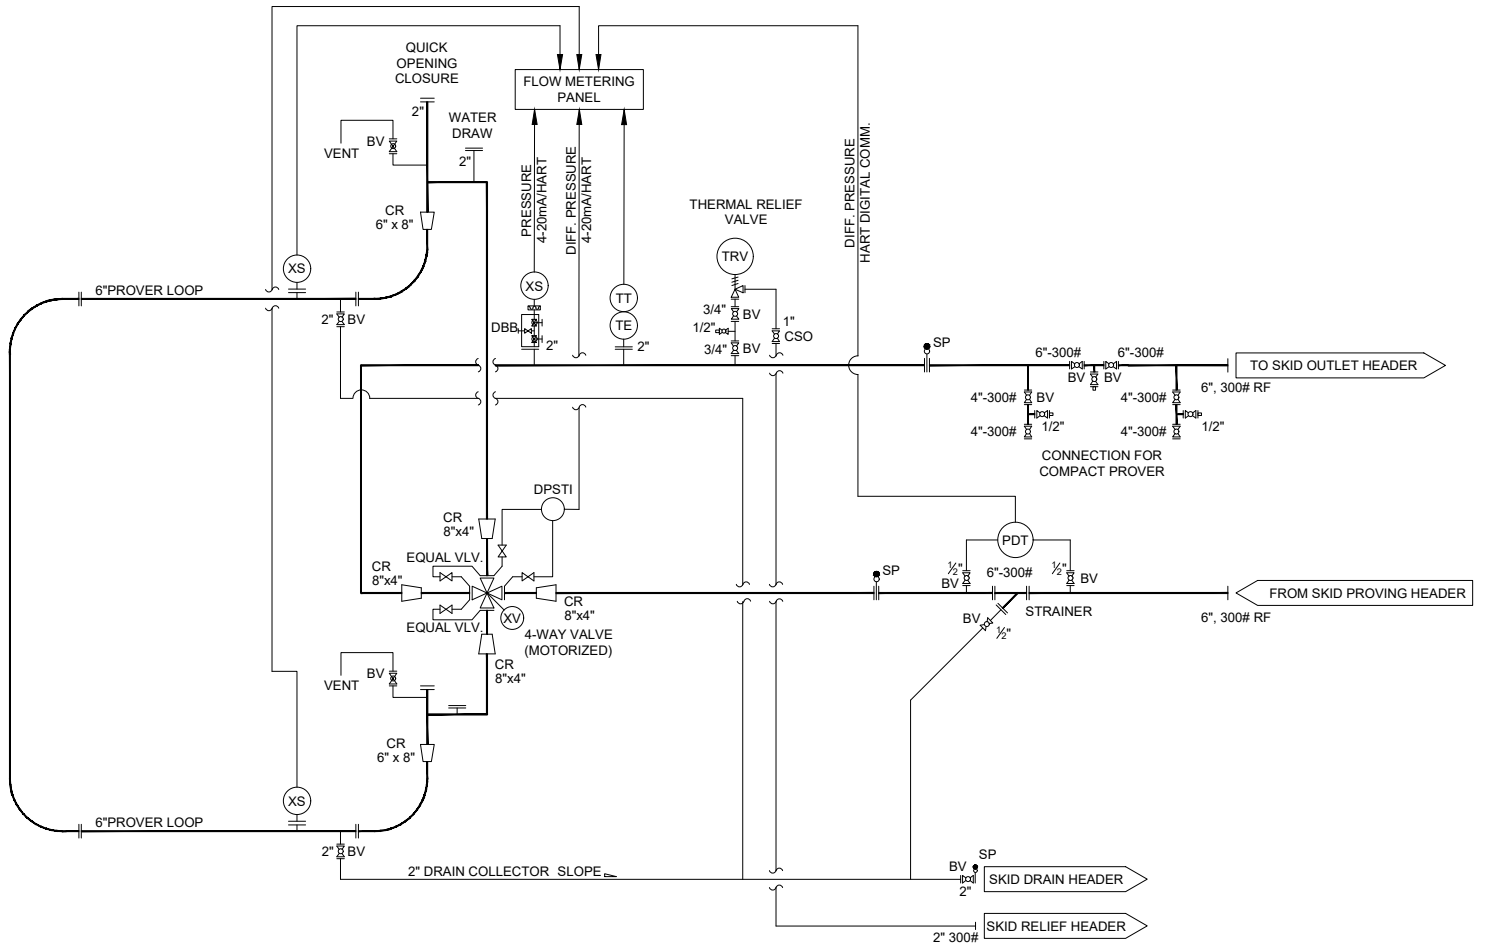 QUICK
OPENING
CLOSURE
2"
WATER
DRAW
2"
BV
VENT
CR
6" x 8"
FLOW METERING
PANEL
PRESSURE
4-20mA/HART
DIFF. PRESSURE
4-20mA/HART
DIFF. PRESSURE
HART DIGITAL COMM.
THERMAL RELIEF
VALVE
TRV
XS
6"PROVER LOOP
2" BV
XS
DBB
2"
TT
TE
2"
3/4" BV
1/2"
3/4" BV
1"
CSO
SP
6"-300#
6"-300#
BV
BV
TO SKID OUTLET HEADER
6", 300# RF
4"-300# BV
1/2"
4"-300#
4"-300#
1/2"
4"-300#
CONNECTION FOR
COMPACT PROVER
DPSTI
CR
8"x4"
EQUAL VLV.
CR
8"x4"
EQUAL VLV.
XV
CR
8"x4"
4-WAY VALVE
(MOTORIZED)
CR
8"x4"
SP
PDT
½"
BV
6"-300#
½"
BV
STRAINER
BV
½"
FROM SKID PROVING HEADER
6", 300# RF
BV
VENT
CR
6" x 8"
XS
6"PROVER LOOP
2" BV
2" DRAIN COLLECTOR SLOPE
BV
SP
2"
SKID DRAIN HEADER
SKID RELIEF HEADER
2" 300#